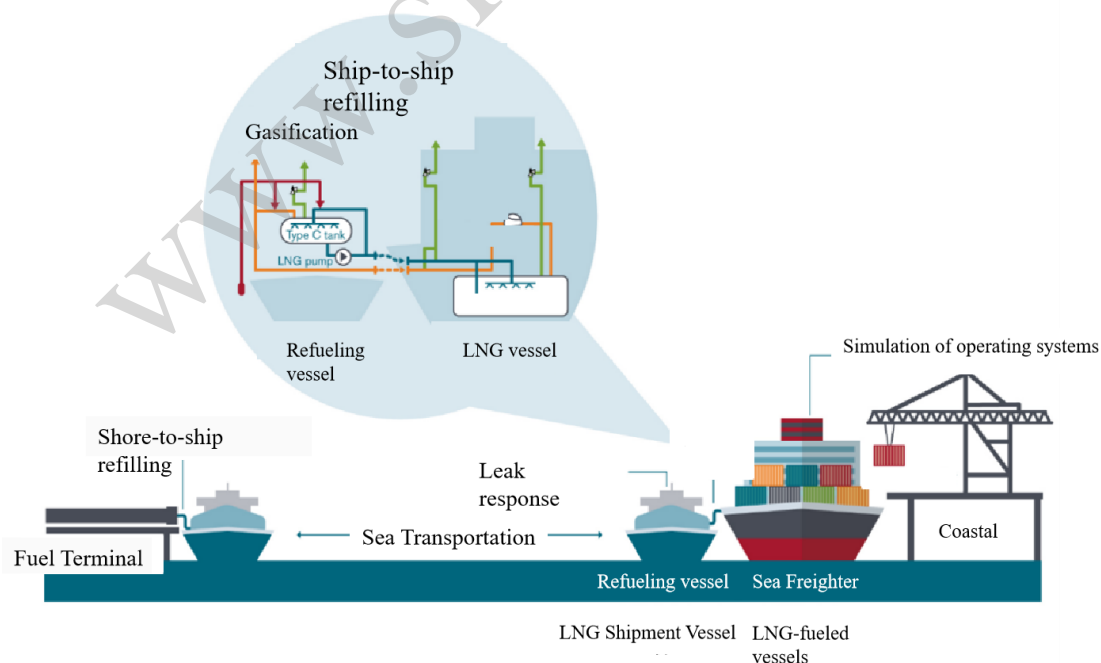 www.s
Ship-to-ship
refilling
Gasification
Type C tank
LNG pump
Refueling
vessel
LNG vessel
Simulation of operating systems
Shore-to-ship
refilling
Leak
response
Sea Transportation
Coastal
Fuel Terminal
Refueling vessel
Sea Freighter
LNG Shipment Vessel
LNG-fueled
vessels